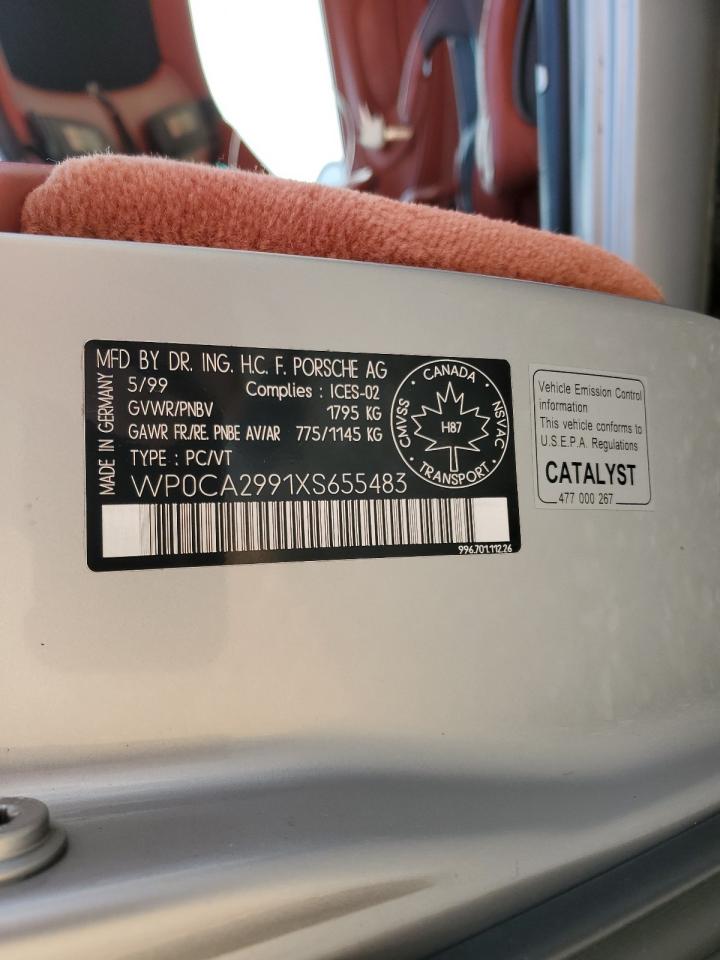 MFD BY DR. ING. H.C. F. PORSCHE AG
MADE IN GERMANY
5/99 Complies : ICES-02
GVWR/PNBV 1795 KG
GAWR FR/RE. PNBE AV/AR 775/1145 KG
TYPE : PC/VT
WP0CA2991XS655483
996.701.112.26
CANADA
CMVSS
NSVAC
H87
TRANSPORT
Vehicle Emission Control
information
This vehicle conforms to
U.S.E.P.A. Regulations
CATALYST
477 000 267